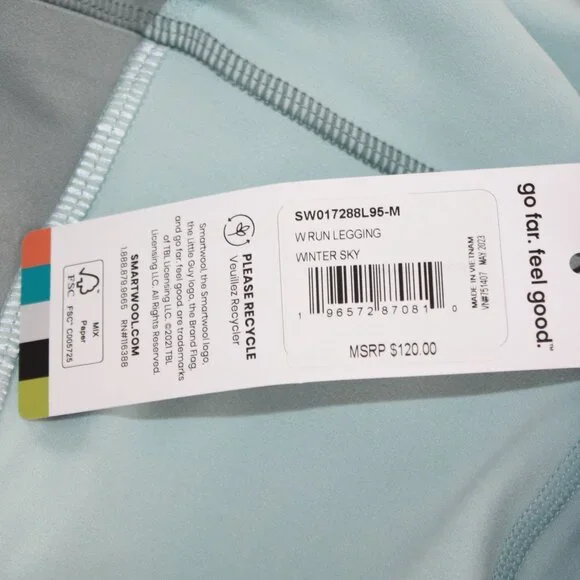 SW017288L95-M
W RUN LEGGING
WINTER SKY
1 96572 87081 0
MSRP $120.00
MADE IN VIETNAM
MAY 2023
go far. feel good.™
PLEASE RECYCLE
Veuillez Recycler
Smartwool, the Smartwool logo,
the Little Guy logo, the Brand Flag,
and go far. feel good. are trademarks
of TBL Licensing LLC. ©2021 TBL
Licensing LLC. All Rights Reserved.
SMARTWOOL.COM
1.888.879.9665 RN#116388
FSC
MIX
Paper
FSC™ C005725